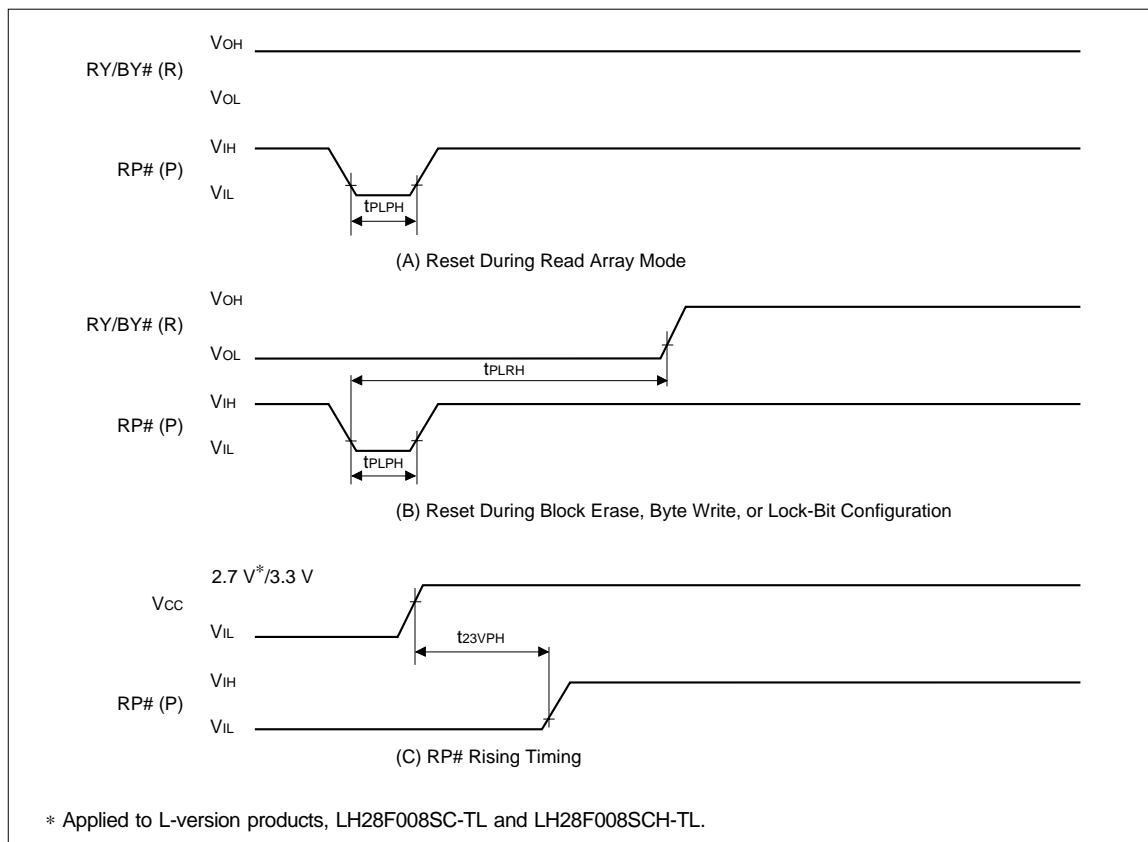 VOH
RY/BY# (R)
VOL
VIH
RP# (P)
VIL
tPLPH
(A) Reset During Read Array Mode
VOH
RY/BY# (R)
VOL
tPLRH
VIH
RP# (P)
VIL
tPLPH
(B) Reset During Block Erase, Byte Write, or Lock-Bit Configuration
2.7 V*/3.3 V
VCC
VIL
t23VPH
VIH
RP# (P)
VIL
(C) RP# Rising Timing
* Applied to L-version products, LH28F008SC-TL and LH28F008SCH-TL.